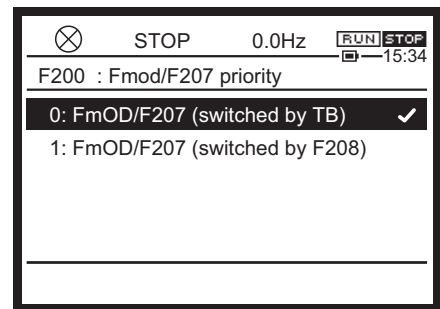 STOP 0.0Hz RUN STOP
15:34
F200 : Fmod/F207 priority
0: FmOD/F207 (switched by TB)
1: FmOD/F207 (switched by F208)